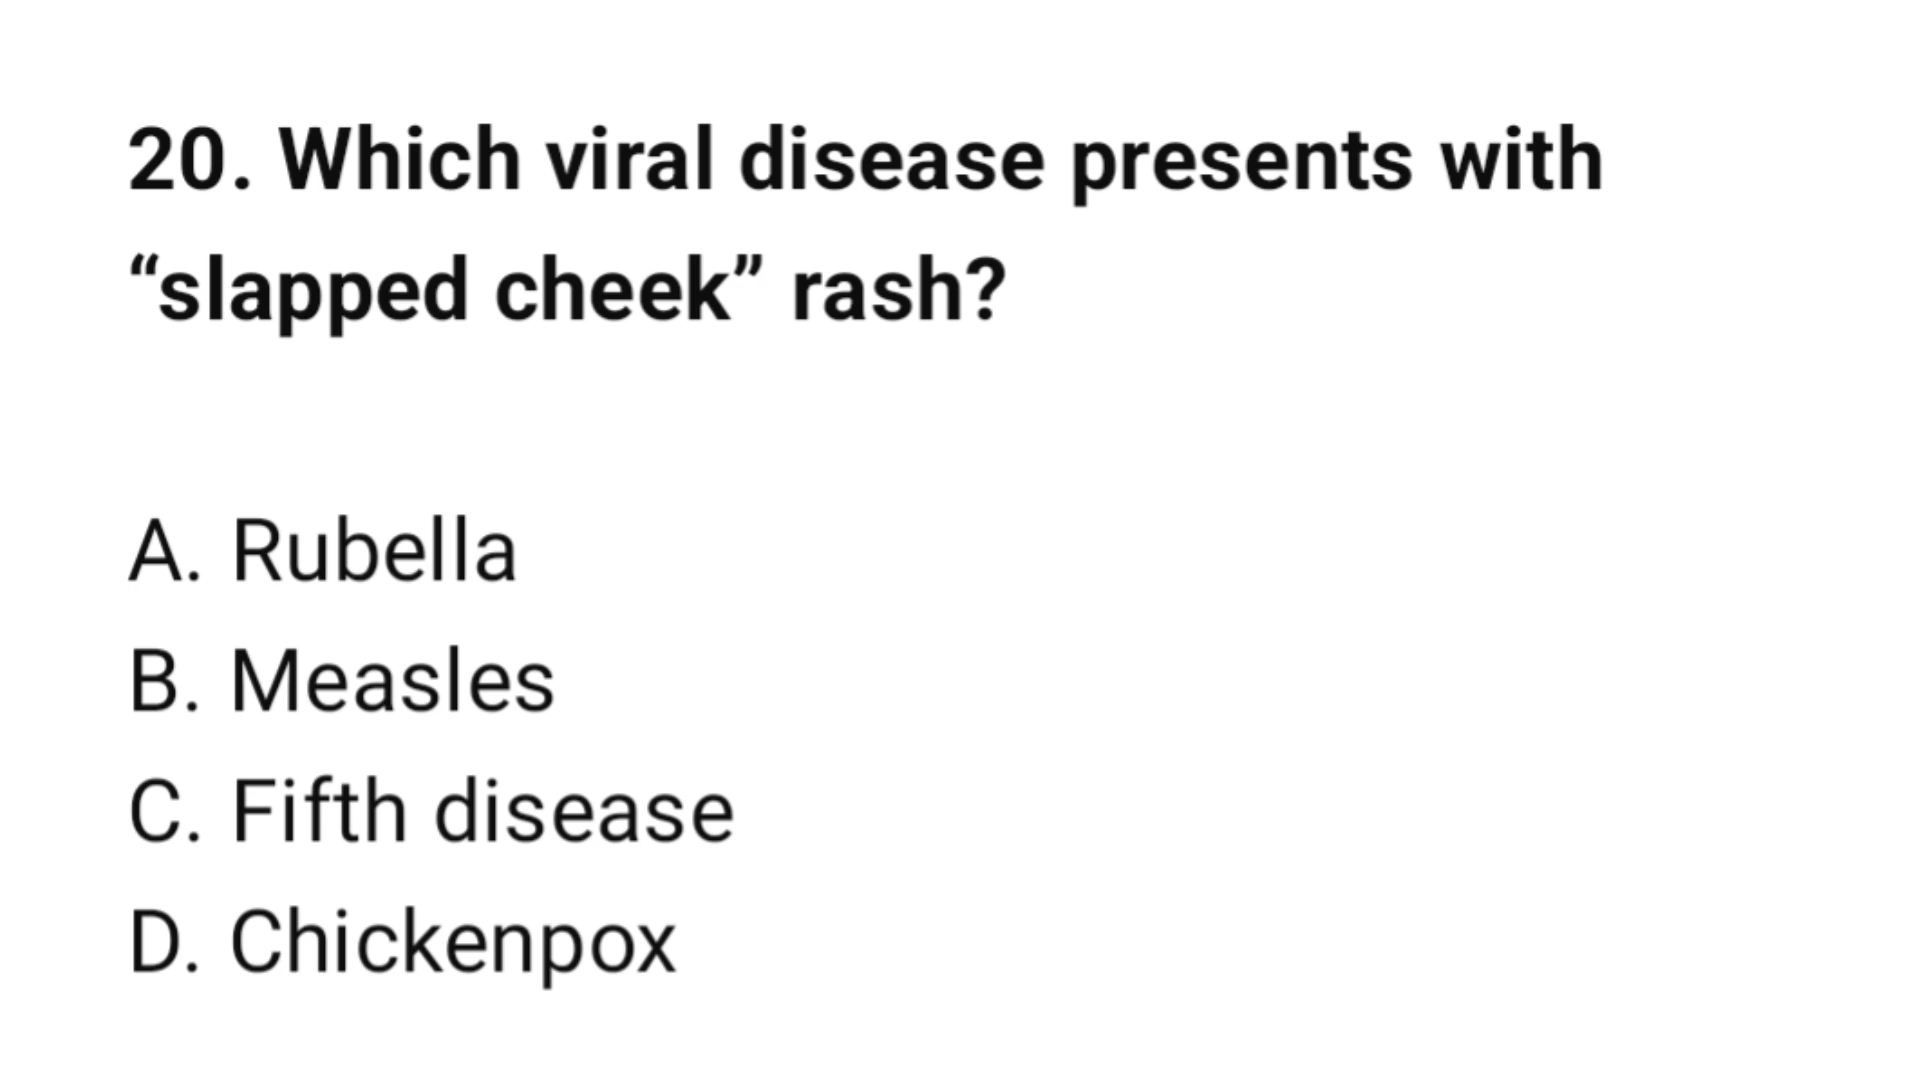 20. Which viral disease presents with
“slapped cheek” rash?
A. Rubella
B. Measles
C. Fifth disease
D. Chickenpox